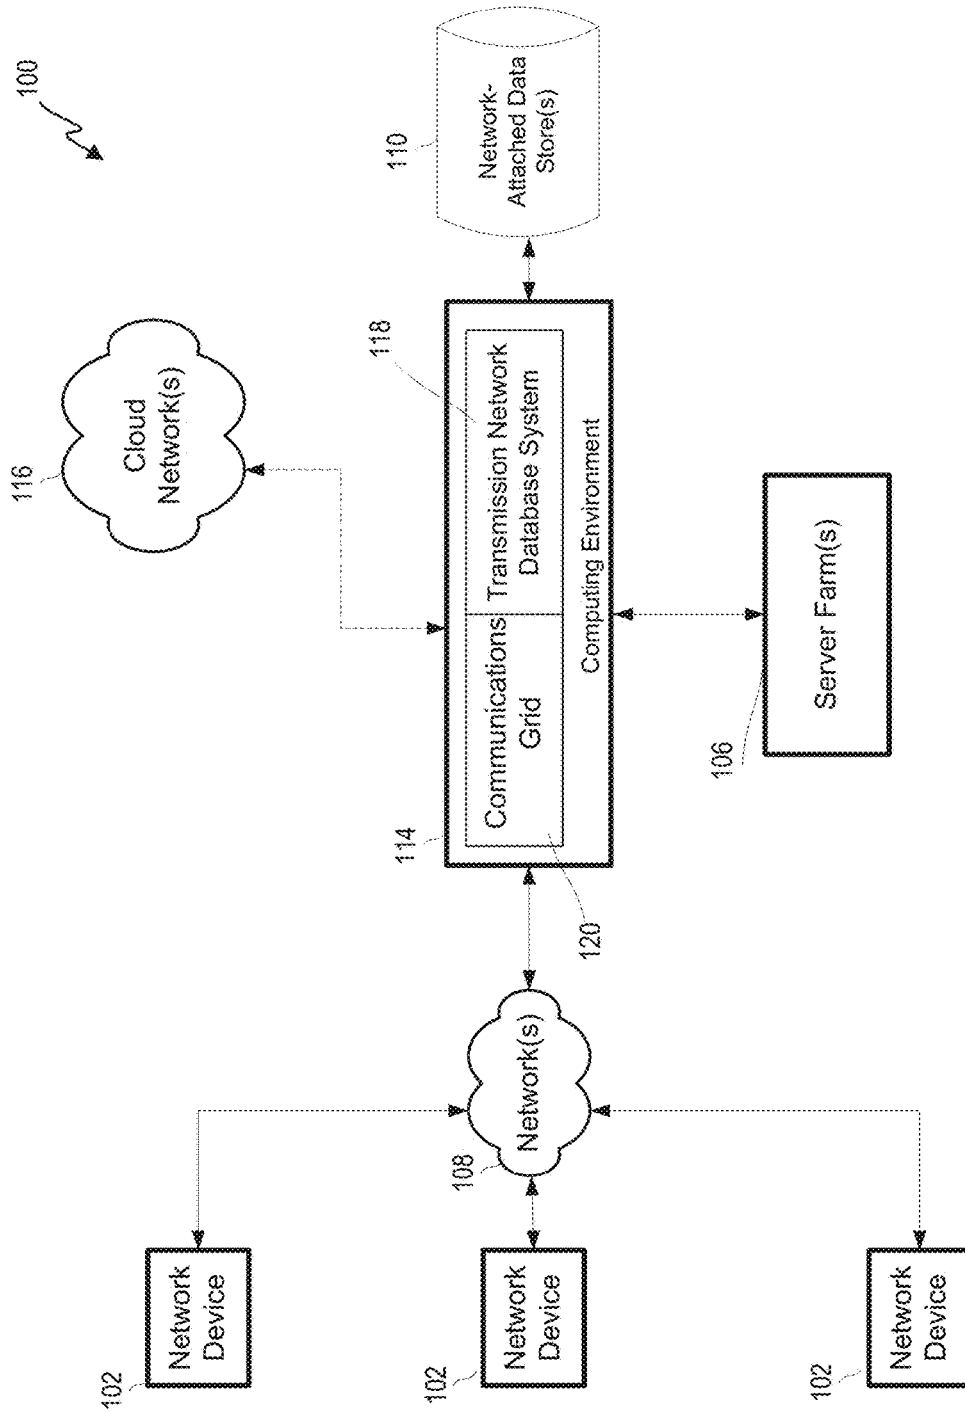 100
116
Cloud
Network(s)
110
Network-
Attached Data
Store(s)
114
Communications
Grid
118
Transmission Network
Database System
Computing Environment
120
108
Network(s)
106
Server Farm(s)
102
Network
Device
102
Network
Device
102
Network
Device